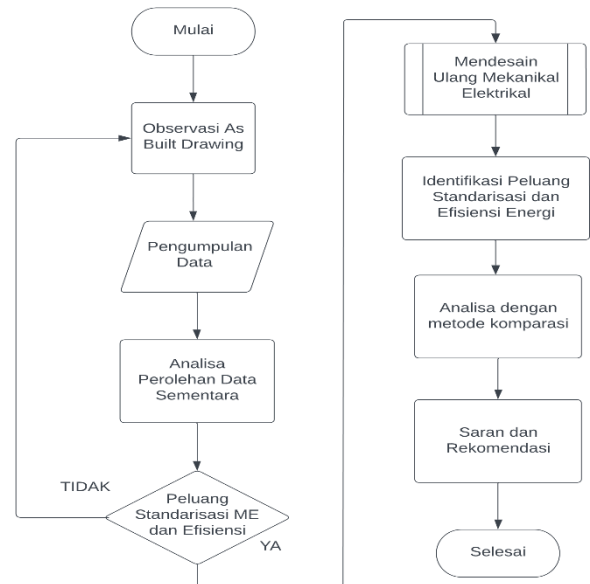 Mulai
Observasi As
Built Drawing
Pengumpulan
Data
Analisa
Perolehan Data
Sementara
TIDAK
Peluang
Standarisasi ME
dan Efisiensi
YA
Mendesain
Ulang Mekanikal
Elektrikal
Identifikasi Peluang
Standarisasi dan
Efisiensi Energi
Analisa dengan
metode komparasi
Saran dan
Rekomendasi
Selesai